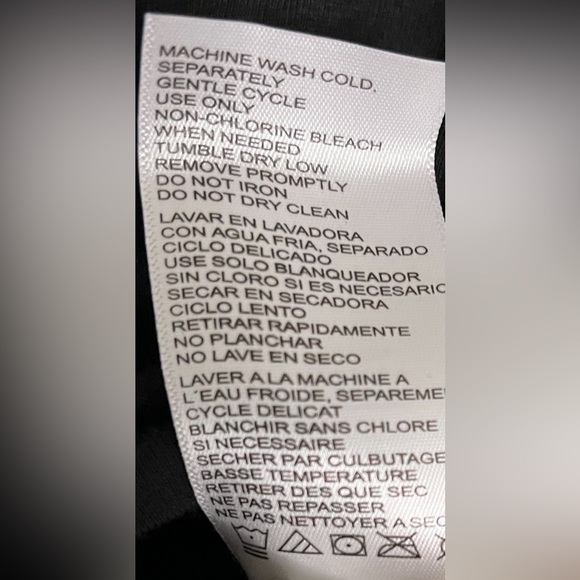 MACHINE WASH COLD.
SEPARATELY
GENTLE CYCLE
USE ONLY
NON-CHLORINE BLEACH
WHEN NEEDED
TUMBLE DRY LOW
REMOVE PROMPTLY
DO NOT IRON
DO NOT DRY CLEAN
LAVAR EN LAVADORA
CON AGUA FRIA, SEPARADO
CICLO DELICADO
USE SOLO BLANQUEADOR
SIN CLORO SI ES NECESARIO
SECAR EN SECADORA
CICLO LENTO
RETIRAR RAPIDAMENTE
NO PLANCHAR
NO LAVE EN SECO
LAVER A LA MACHINE A
L'EAU FROIDE, SEPAREME
CYCLE DELICAT
BLANCHIR SANS CHLORE
SI NECESSAIRE
SECHER PAR CULBUTAGE
BASSE TEMPERATURE
RETIRER DES QUE SEC
NE PAS REPASSER
NE PAS NETTOYER A SEC